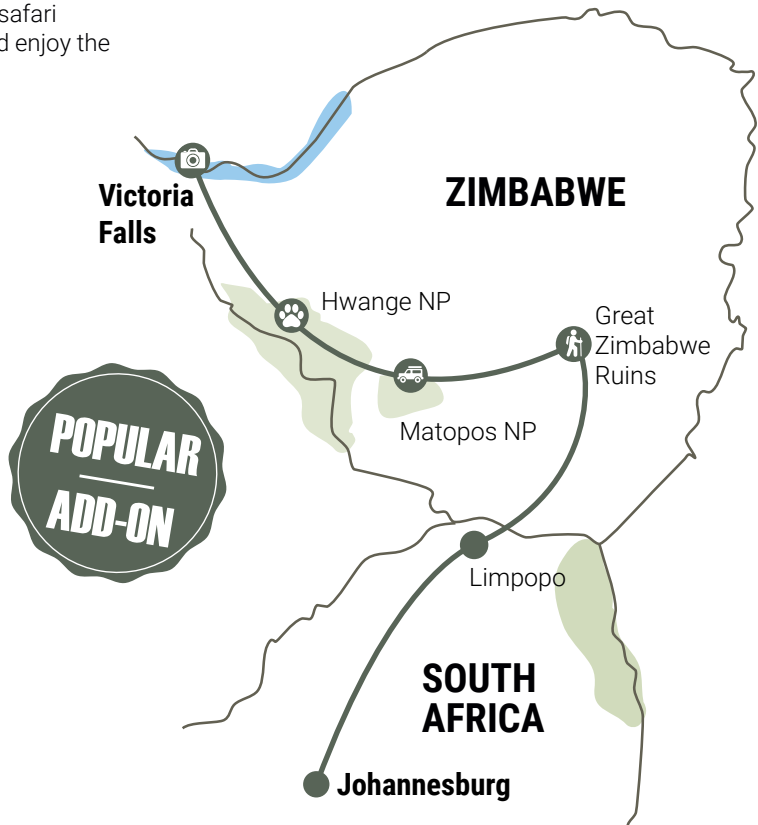 safari
d enjoy the
ZIMBABWE
Victoria
Falls
Hwange NP
Great
Zimbabwe
Ruins
Matopos NP
POPULAR
ADD-ON
Limpopo
SOUTH
AFRICA
Johannesburg